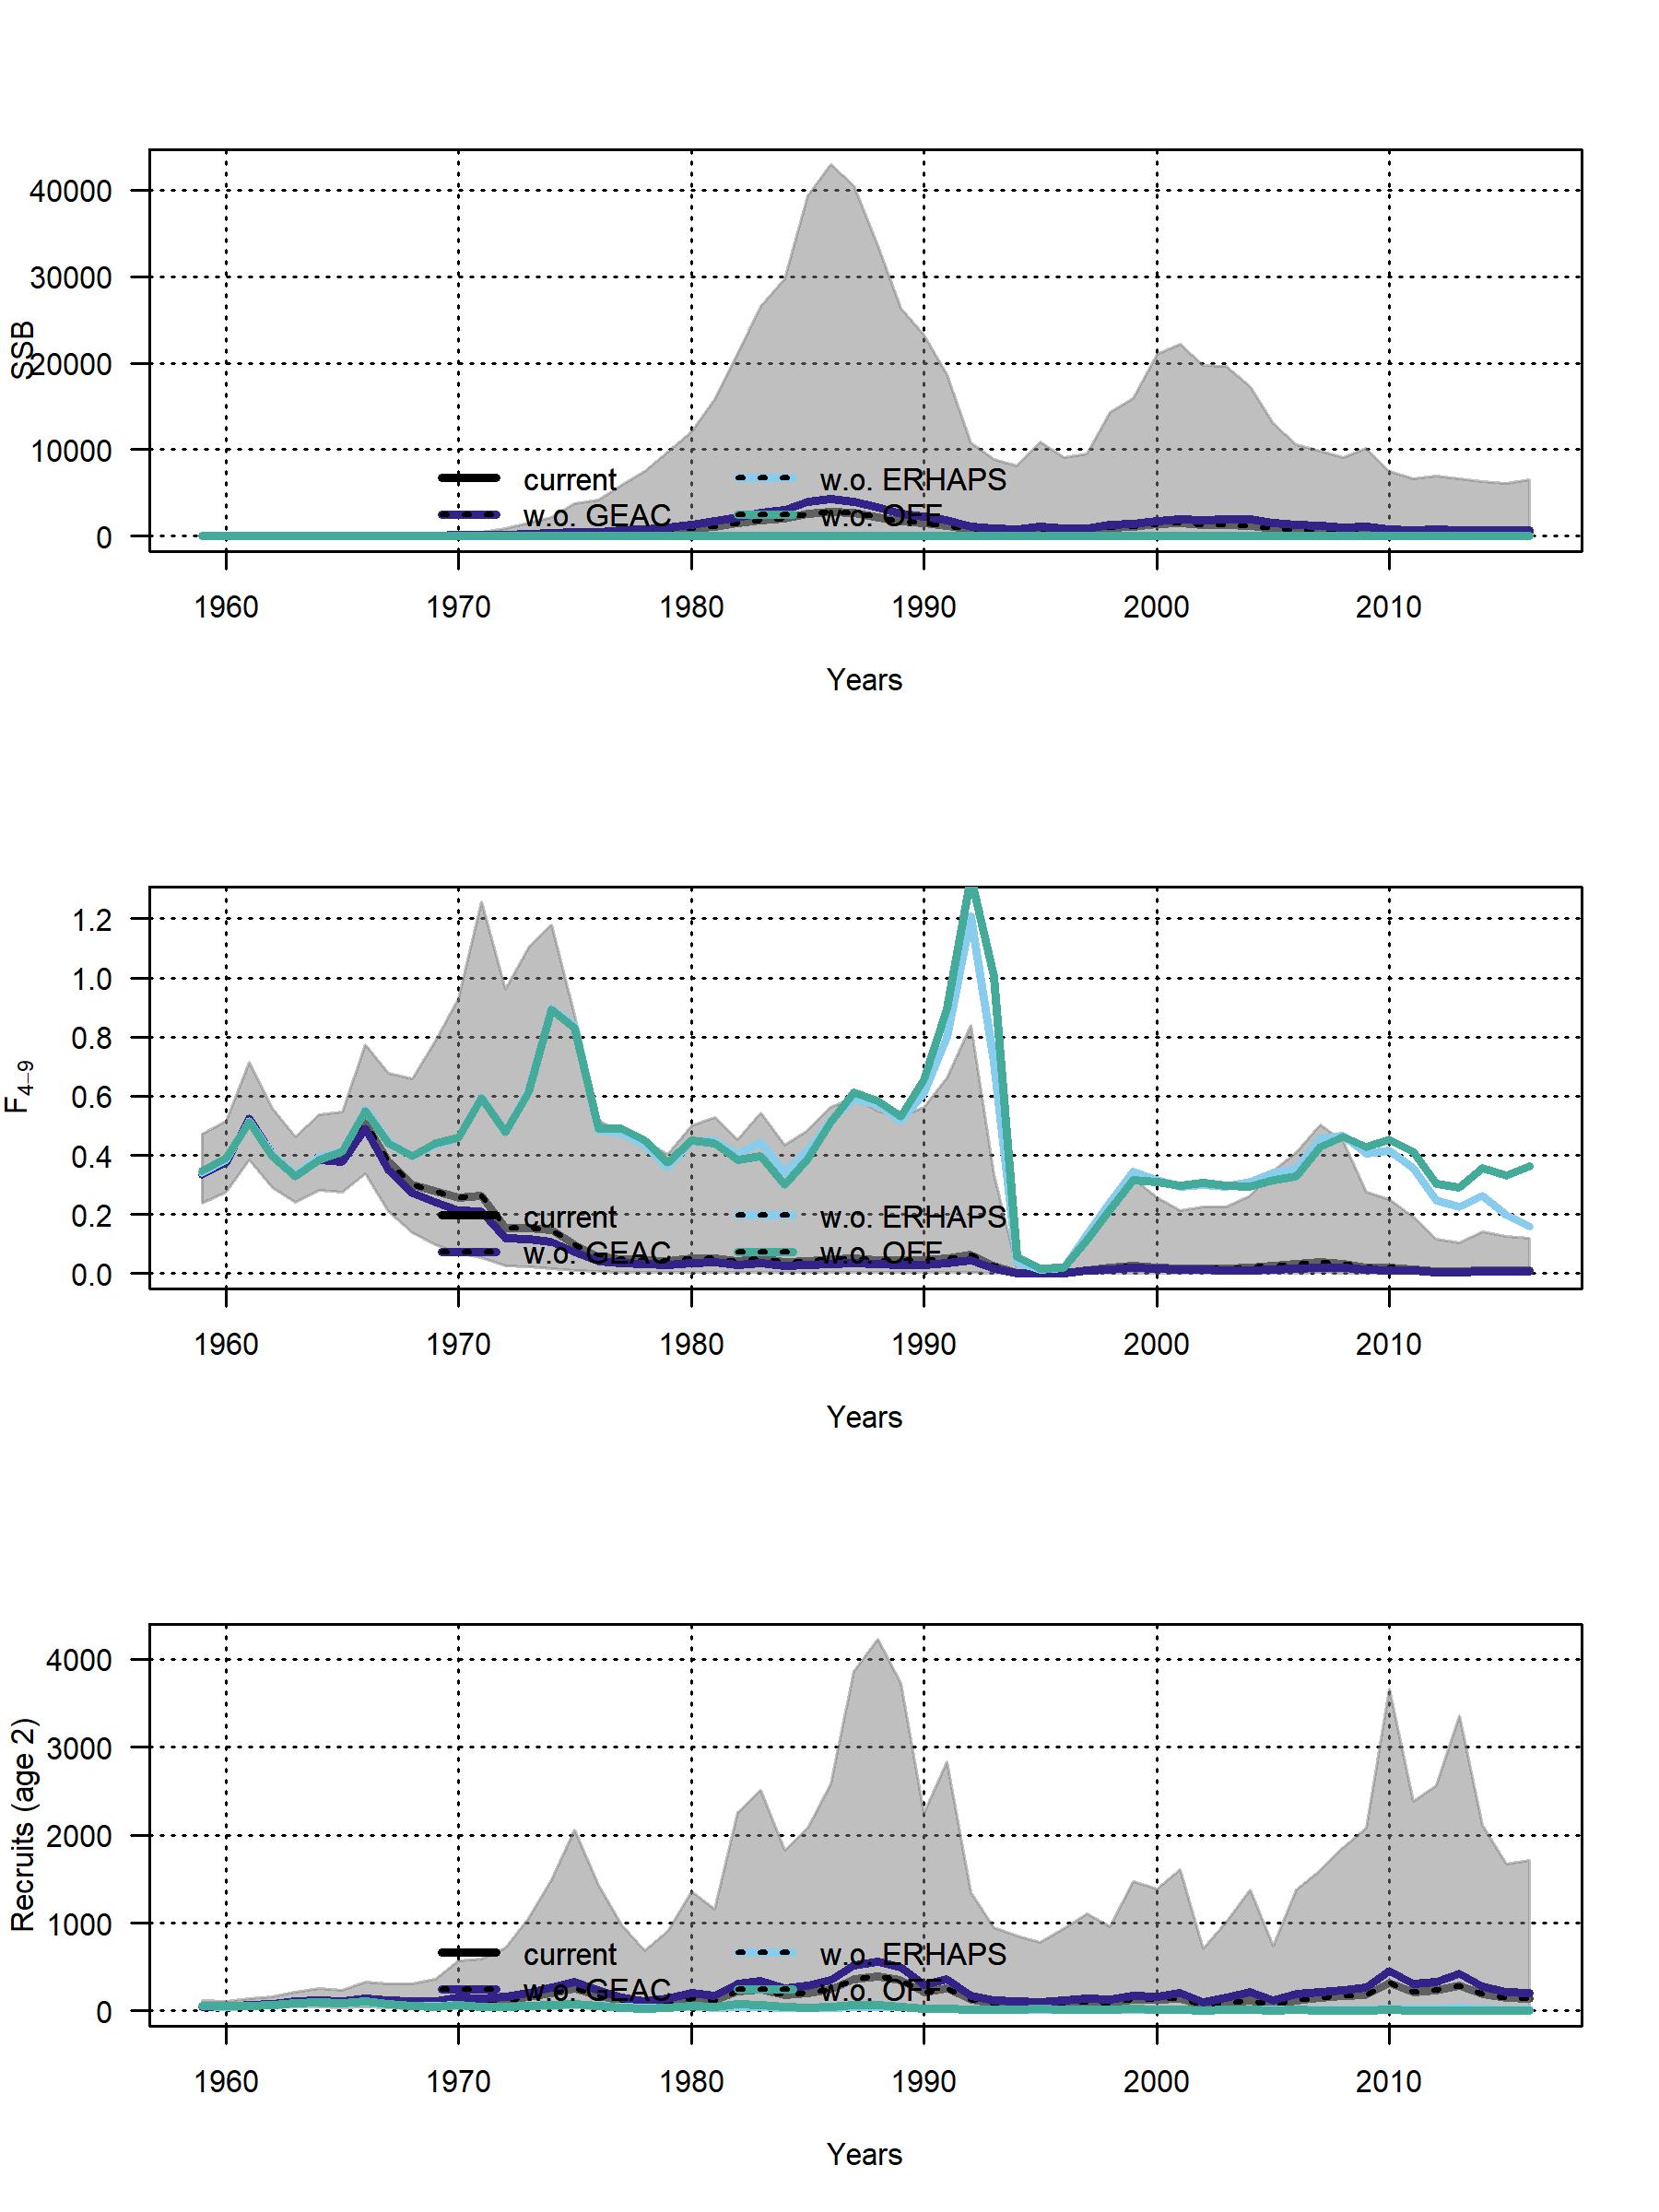 40000
30000
20000
10000
0
SSB
current
w.o. ERHAPS
w.o. GEAC
w.o. OFF
1960 1970 1980 1990 2000 2010
Years
1.2
1.0
0.8
0.6
0.4
0.2
0.0
F4−9
current
w.o. ERHAPS
w.o. GEAC
w.o. OFF
1960 1970 1980 1990 2000 2010
Years
4000
3000
2000
1000
0
Recruits (age 2)
current
w.o. ERHAPS
w.o. GEAC
w.o. OFF
1960 1970 1980 1990 2000 2010
Years